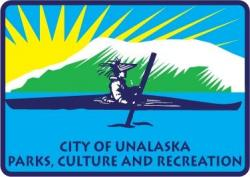 CITY OF UNALASKA
PARKS, CULTURE AND RECREATION